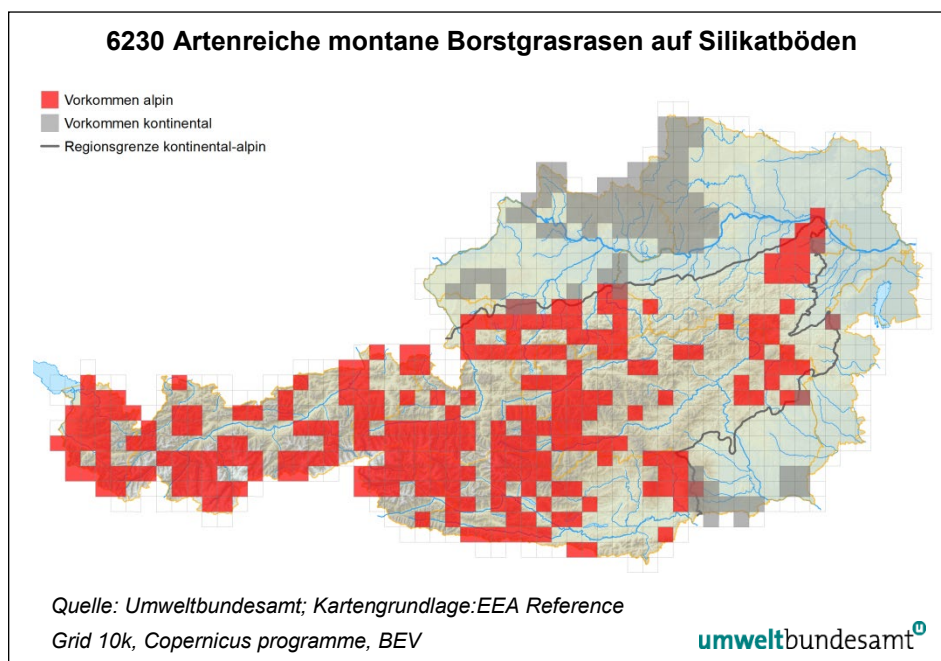 6230 Artenreiche montane Borstgrasrasen auf Silikatböden
Vorkommen alpin
Vorkommen kontinental
Regionsgrenze kontinental-alpin
Quelle: Umweltbundesamt; Kartengrundlage:EEA Reference
Grid 10k, Copernicus programme, BEV
umweltbundesamt u